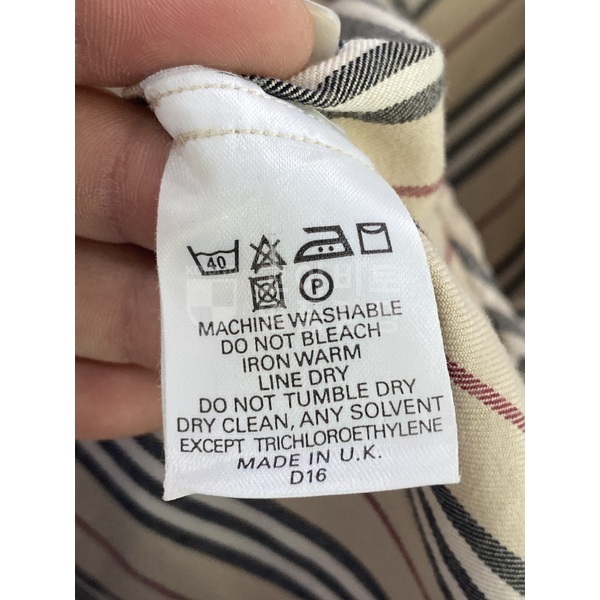 40
P
MACHINE WASHABLE
DO NOT BLEACH
IRON WARM
LINE DRY
DO NOT TUMBLE DRY
DRY CLEAN, ANY SOLVENT
EXCEPT TRICHLOROETHYLENE
MADE IN U.K.
D16